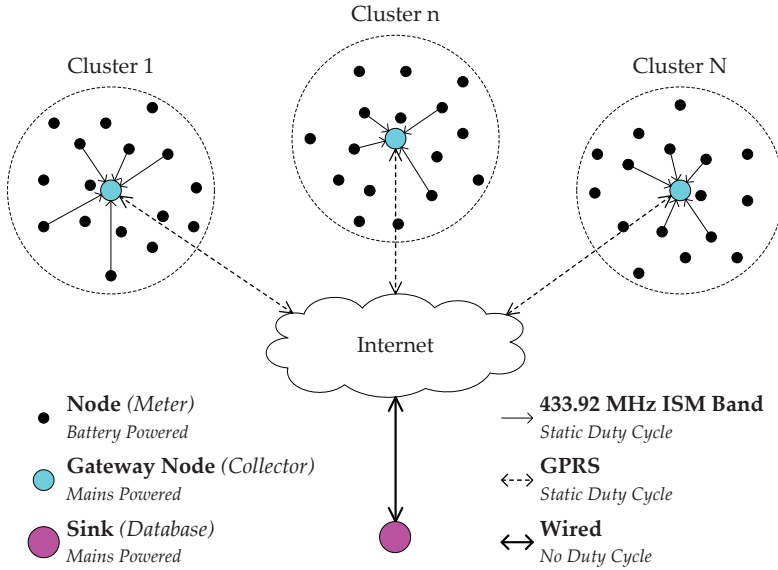 Cluster n
Cluster 1
Cluster N
Internet
Node (Meter)
Battery Powered
Gateway Node (Collector)
Mains Powered
Sink (Database)
Mains Powered
433.92 MHz ISM Band
Static Duty Cycle
GPRS
Static Duty Cycle
Wired
No Duty Cycle